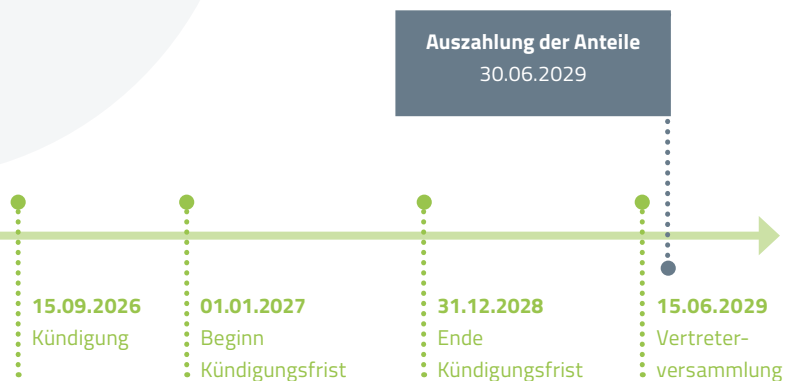 Auszahlung der Anteile
30.06.2029
15.09.2026
Kündigung
01.01.2027
Beginn
Kündigungsfrist
31.12.2028
Ende
Kündigungsfrist
15.06.2029
Vertreter-
versammlung